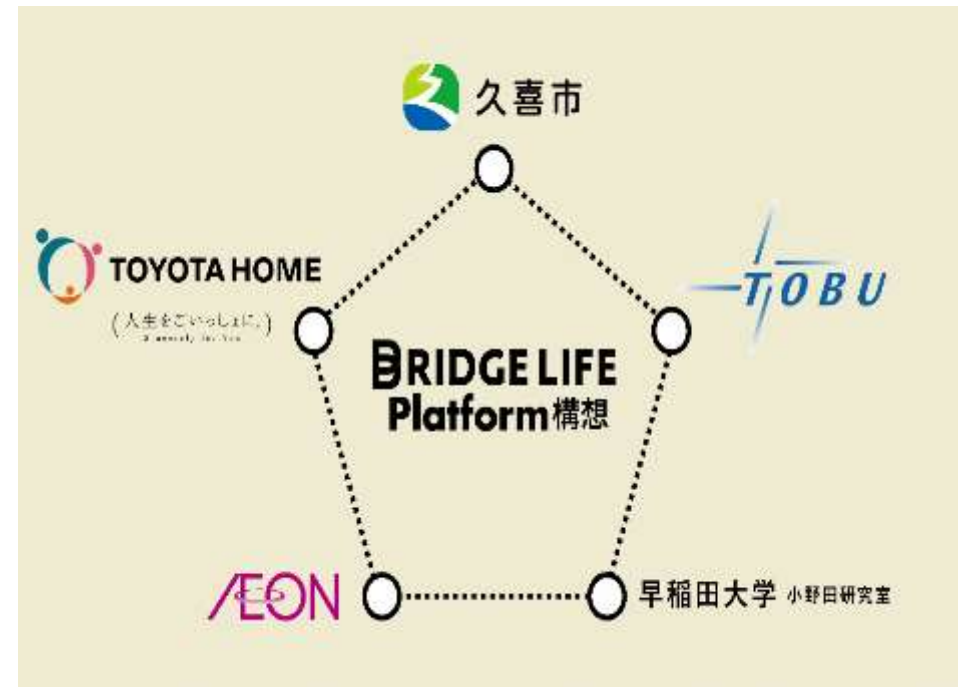 久喜市
TOYOTA HOME
(人生をごいっしょに。)
TOBU
BRIDGE LIFE
Platform構想
ÆON
早稲田大学 小野田研究室